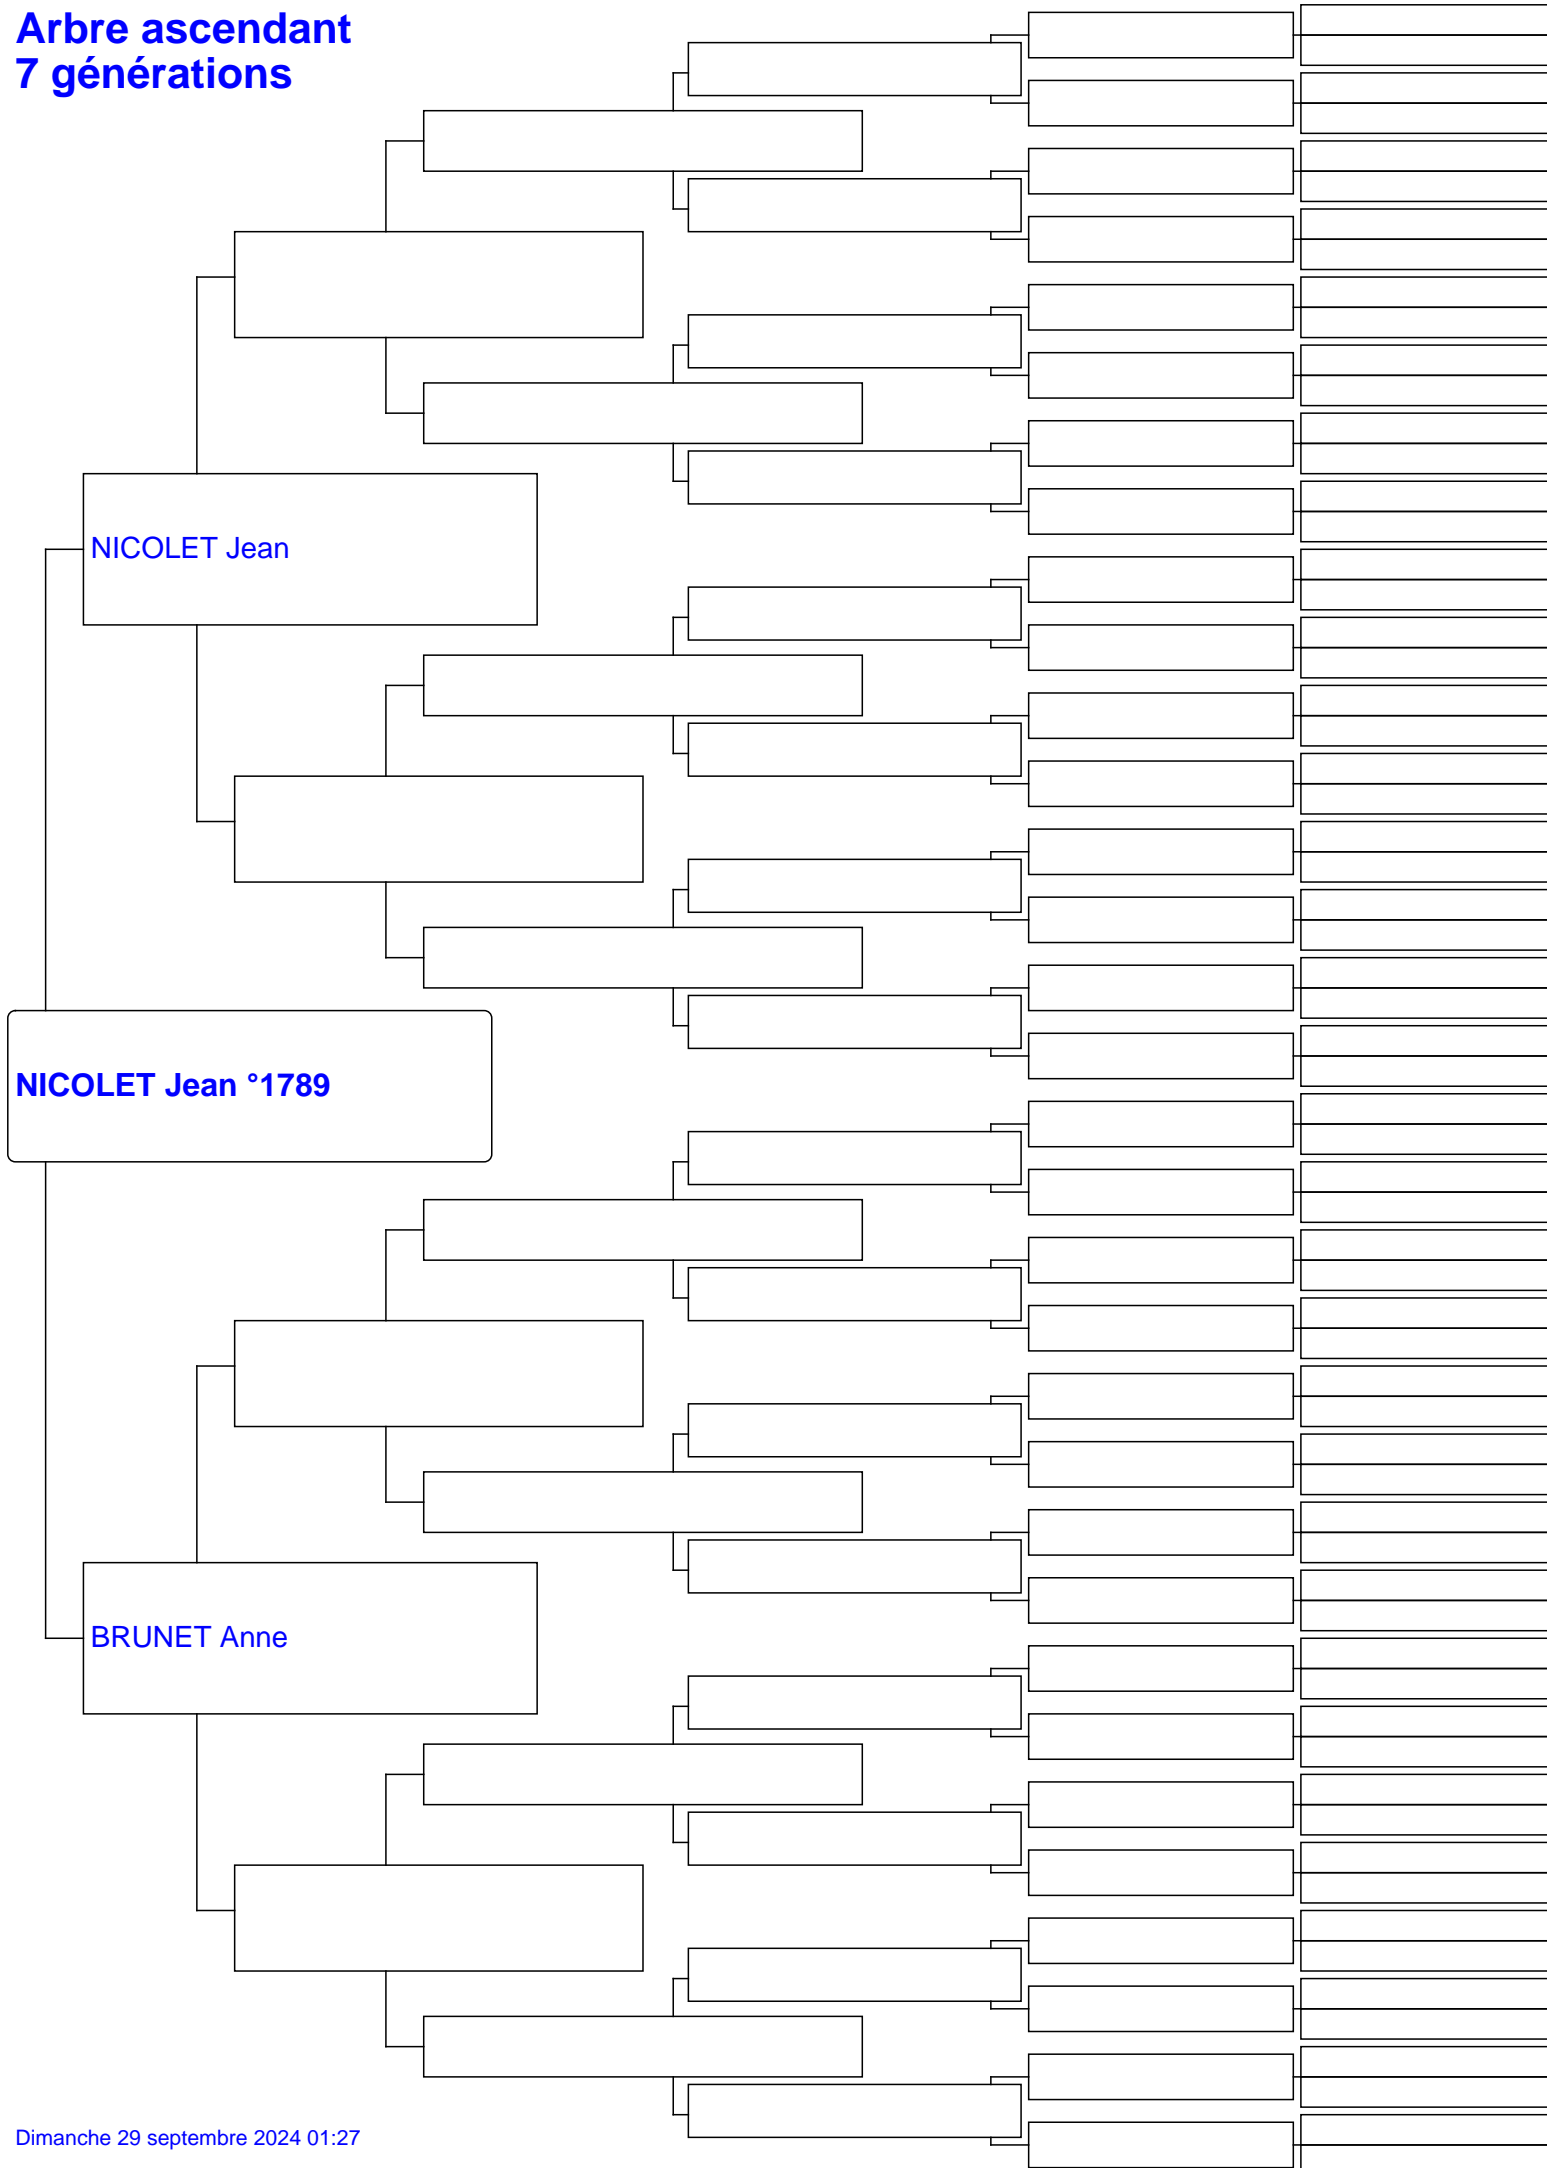 Arbre ascendant
7 générations
NICOLET Jean
NICOLET Jean °1789
BRUNET Anne
Dimanche 29 septembre 2024 01:27